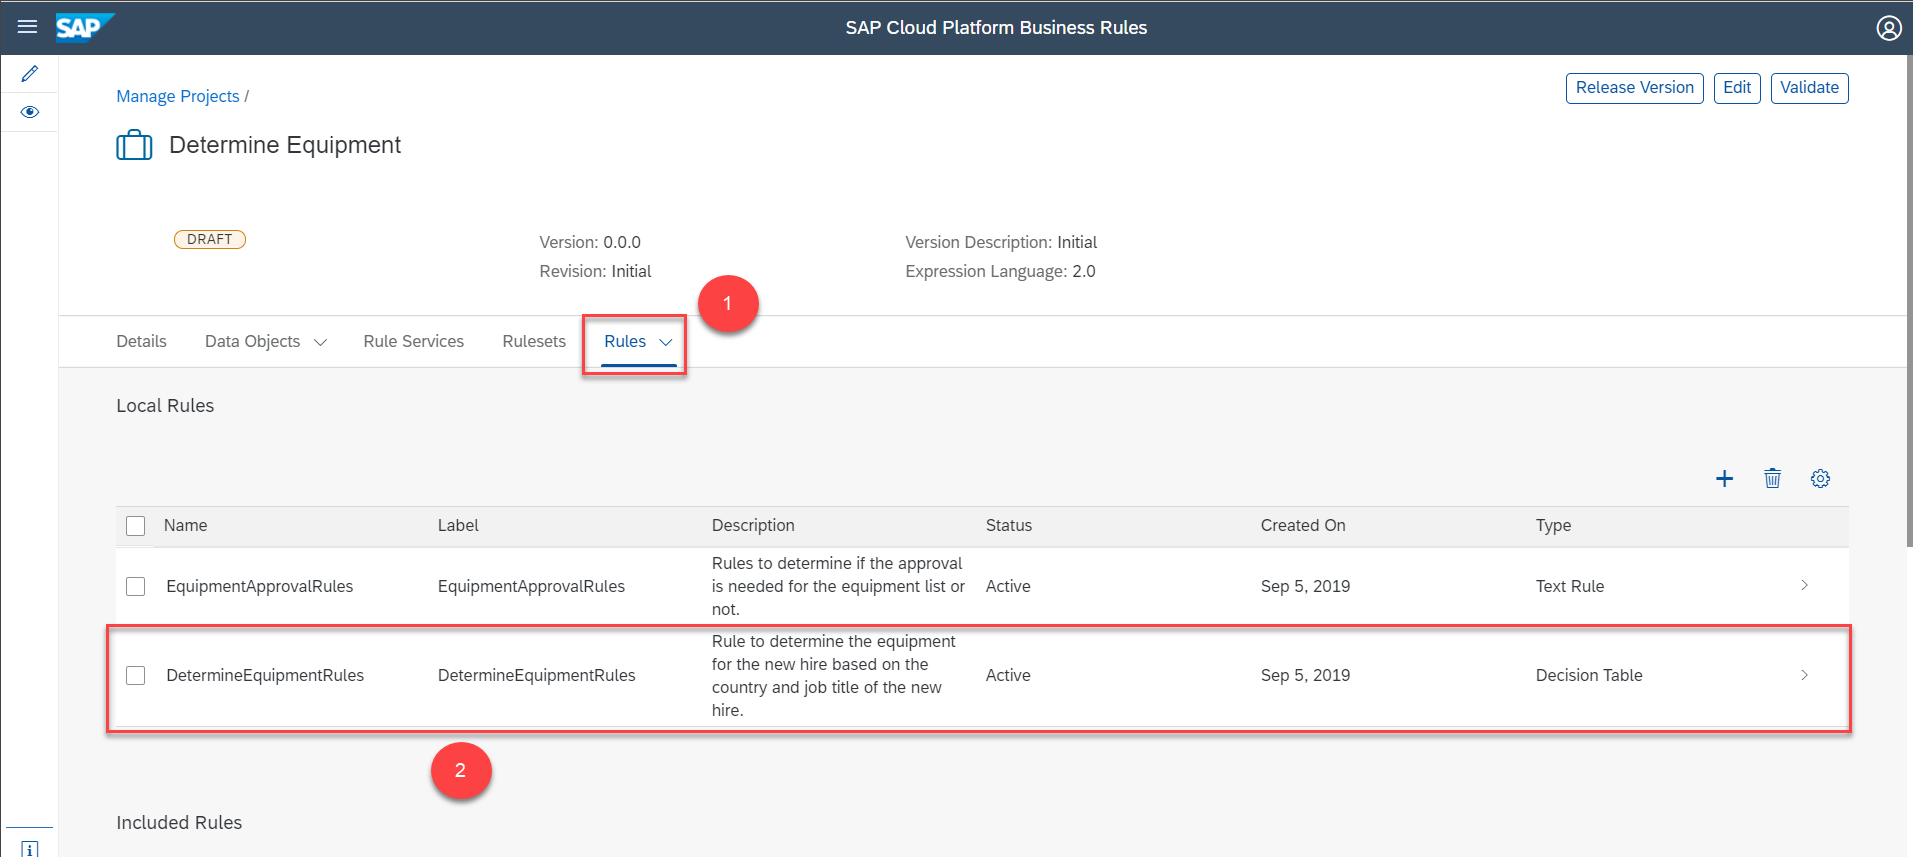 SAP
SAP Cloud Platform Business Rules
Manage Projects /
Release Version
Edit
Validate
Determine Equipment
DRAFT
Version: 0.0.0
Version Description: Initial
Revision: Initial
Expression Language: 2.0
1
Details
Data Objects
Rule Services
Rulesets
Rules
Local Rules
Name
Label
Description
Status
Created On
Type
EquipmentApprovalRules
EquipmentApprovalRules
Rules to determine if the approval
is needed for the equipment list or
not.
Active
Sep 5, 2019
Text Rule
DetermineEquipmentRules
DetermineEquipmentRules
Rule to determine the equipment
for the new hire based on the
country and job title of the new
hire.
Active
Sep 5, 2019
Decision Table
2
Included Rules